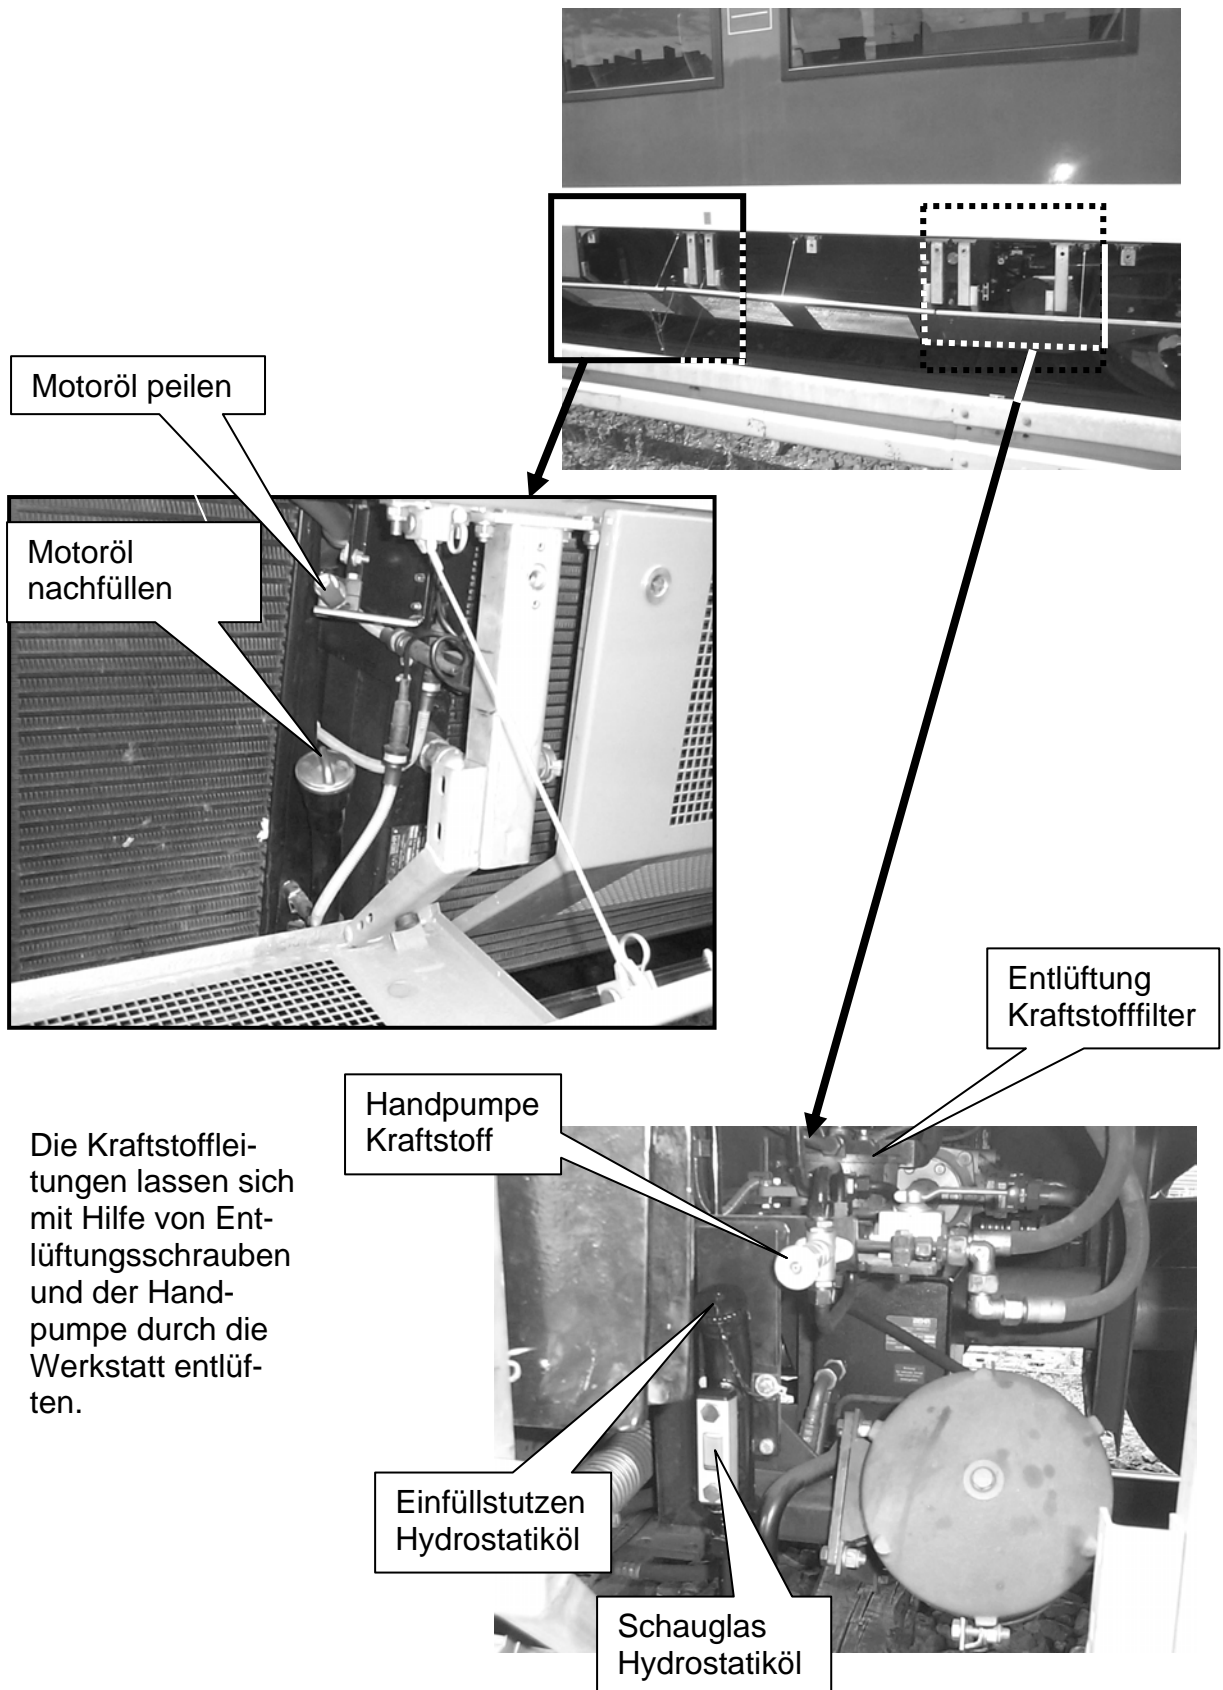 Motoröl peilen
Motoröl
nachfüllen
Entlüftung
Kraftstofffilter
Handpumpe
Kraftstoff
Die Kraftstofflei-
tungen lassen sich
mit Hilfe von Ent-
lüftungsschrauben
und der Hand-
pumpe durch die
Werkstatt entlüf-
ten.
Einfüllstutzen
Hydrostatiköl
Schauglas
Hydrostatiköl